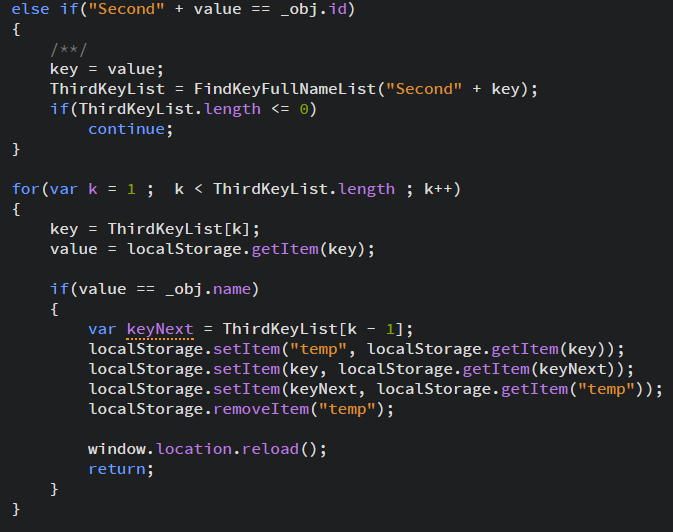 else if("Second" + value == _obj.id)
{
/**/
key = value;
ThirdKeyList = FindKeyFullNameList("Second" + key);
if(ThirdKeyList.length <= 0)
continue;
}
for(var k = 1 ;  k < ThirdKeyList.length ; k++)
{
key = ThirdKeyList[k];
value = localStorage.getItem(key);
if(value == _obj.name)
{
var keyNext = ThirdKeyList[k - 1];
localStorage.setItem("temp", localStorage.getItem(key));
localStorage.setItem(key, localStorage.getItem(keyNext));
localStorage.setItem(keyNext, localStorage.getItem("temp"));
localStorage.removeItem("temp");
window.location.reload();
return;
}
}